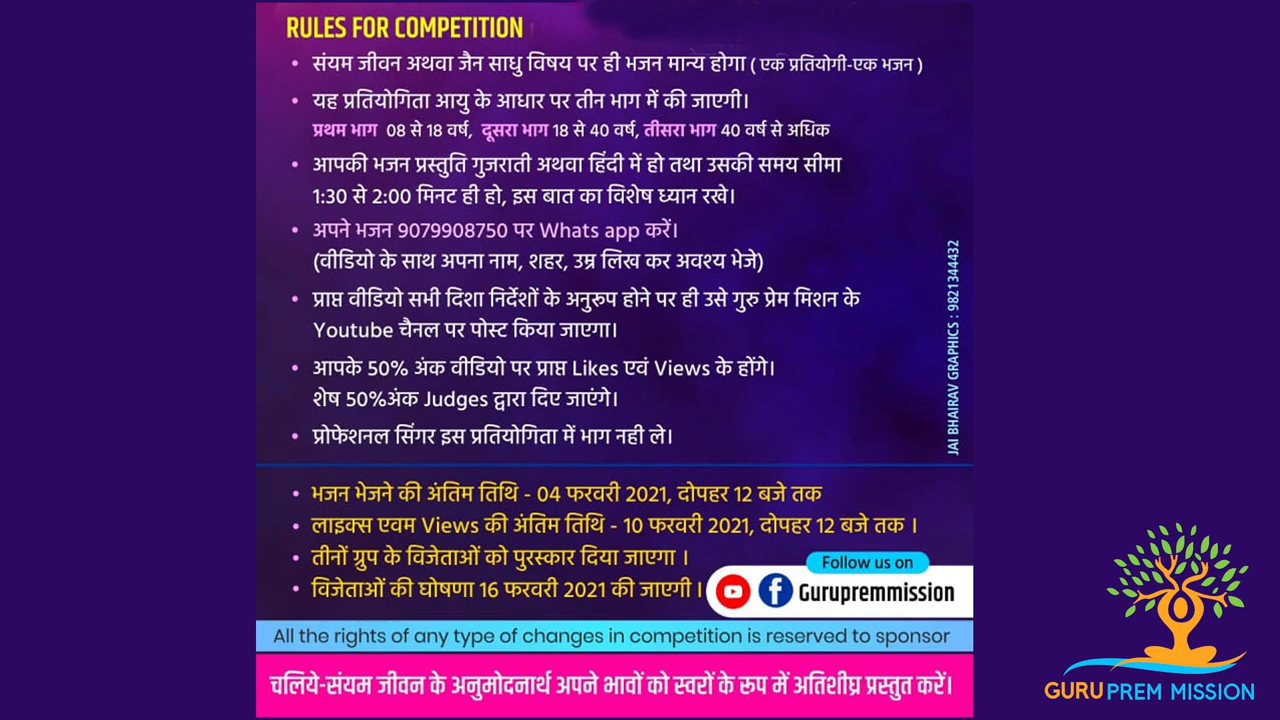 RULES FOR COMPETITION
• संयम जीवन अथवा जैन साधु विषय पर ही भजन मान्य होगा ( एक प्रतियोगी-एक भजन )
• यह प्रतियोगिता आयु के आधार पर तीन भाग में की जाएगी।
प्रथम भाग 08 से 18 वर्ष, दूसरा भाग 18 से 40 वर्ष, तीसरा भाग 40 वर्ष से अधिक
• आपकी भजन प्रस्तुति गुजराती अथवा हिंदी में हो तथा उसकी समय सीमा
1:30 से 2:00 मिनट ही हो, इस बात का विशेष ध्यान रखे।
• अपने भजन 9079908750 पर Whats app करें।
(वीडियो के साथ अपना नाम, शहर, उम्र लिख कर अवश्य भेजे)
• प्राप्त वीडियो सभी दिशा निर्देशों के अनुरूप होने पर ही उसे गुरु प्रेम मिशन के
Youtube चैनल पर पोस्ट किया जाएगा।
• आपके 50% अंक वीडियो पर प्राप्त Likes एवं Views के होंगे।
शेष 50%अंक Judges द्वारा दिए जाएंगे।
• प्रोफेशनल सिंगर इस प्रतियोगिता में भाग नही ले।
JAI BHAIRAV GRAPHICS : 9821344432
• भजन भेजने की अंतिम तिथि - 04 फरवरी 2021, दोपहर 12 बजे तक
• लाइक्स एवम Views की अंतिम तिथि - 10 फरवरी 2021, दोपहर 12 बजे तक ।
• तीनों ग्रुप के विजेताओं को पुरस्कार दिया जाएगा ।
• विजेताओं की घोषणा 16 फरवरी 2021 की जाएगी ।
Follow us on
Gurupremmission
All the rights of any type of changes in competition is reserved to sponsor
चलिये-संयम जीवन के अनुमोदनार्थ अपने भावों को स्वरों के रूप में अतिशीघ्र प्रस्तुत करें।
GURU PREM MISSION